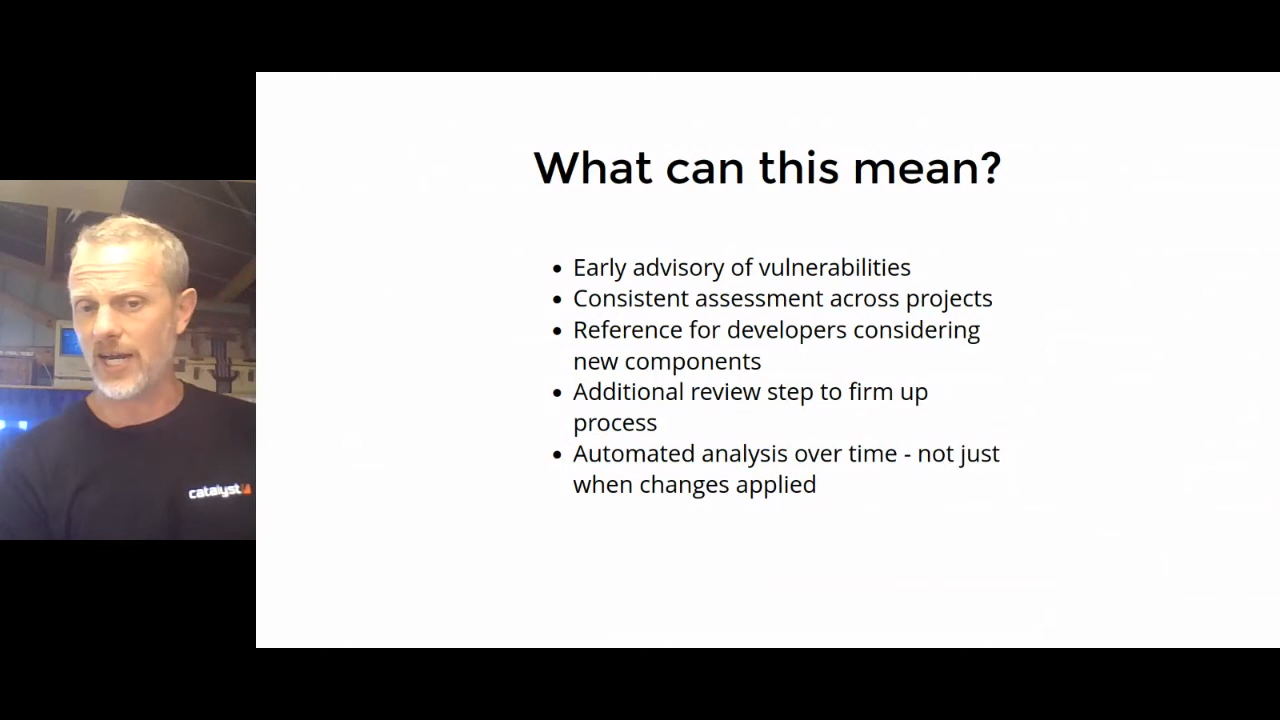 What can this mean?
Early advisory of vulnerabilities
Consistent assessment across projects
Reference for developers considering
new components
Additional review step to firm up
process
Automated analysis over time - not just
when changes applied
catalyst